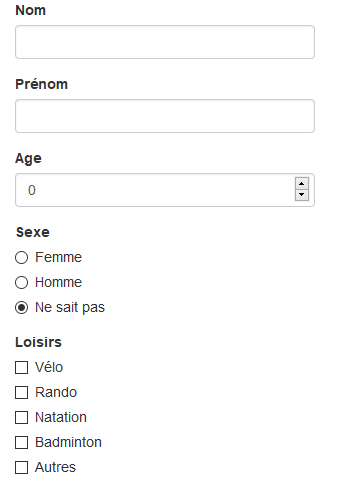 Nom
Prénom
Age
0
Sexe
Femme
Homme
Ne sait pas
Loisirs
Vélo
Rando
Natation
Badminton
Autres